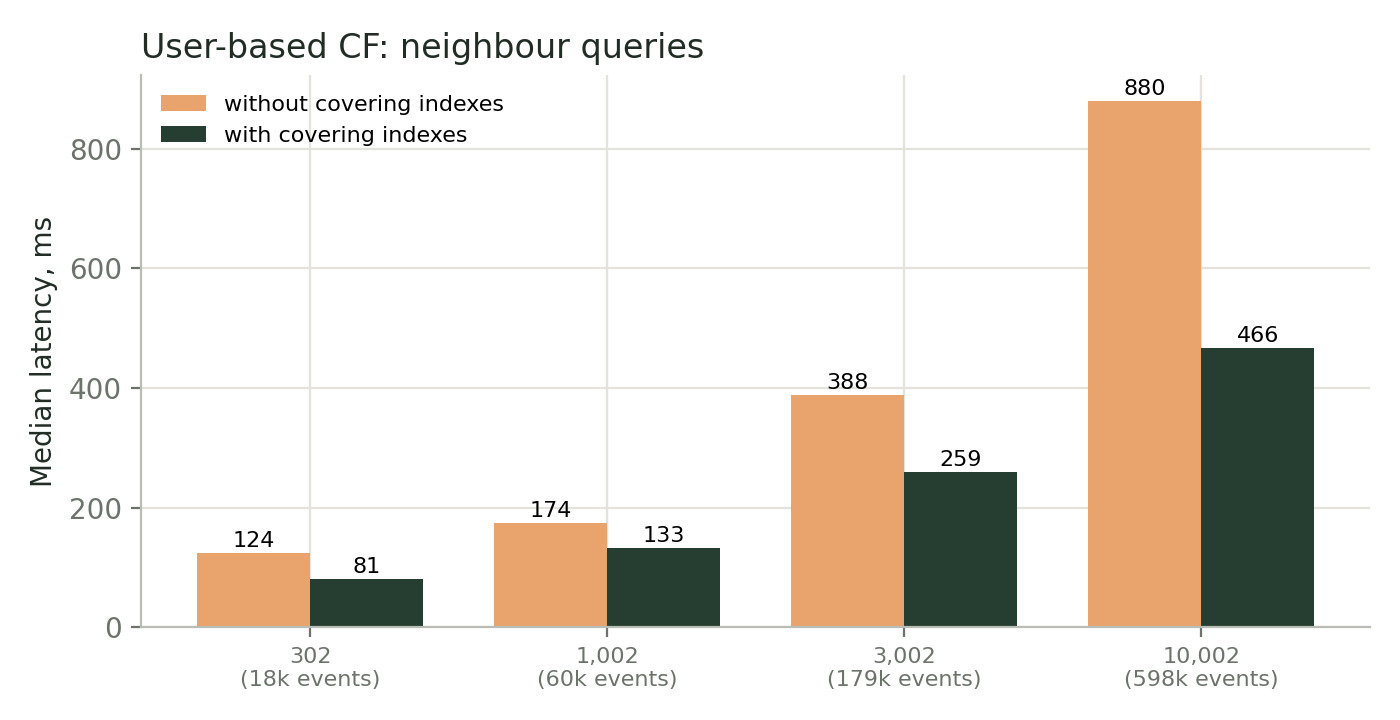 User-based CF: neighbour queries
without covering indexes
with covering indexes
Median latency, ms
800
600
400
200
0
124
81
174
133
388
259
880
466
302
(18k events)
1,002
(60k events)
3,002
(179k events)
10,002
(598k events)